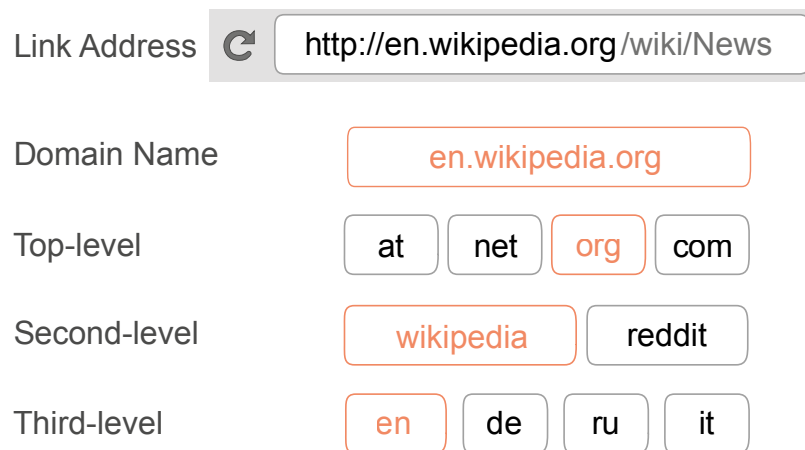 Link Address http://en.wikipedia.org/wiki/News
Domain Name en.wikipedia.org
Top-level at net org com
Second-level wikipedia reddit
Third-level en de ru it